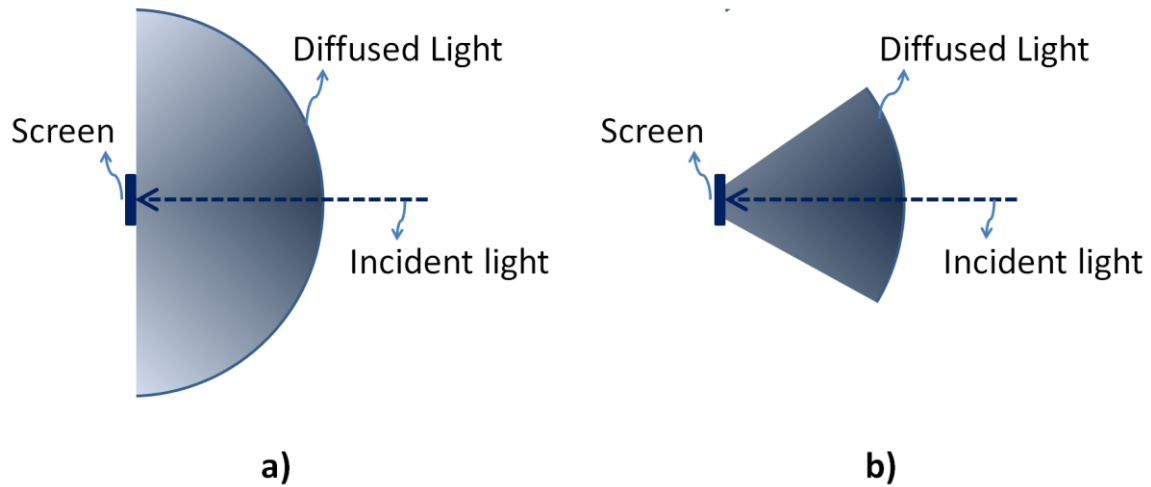 Diffused Light
Screen
Incident light
a)
Diffused Light
Screen
Incident light
b)